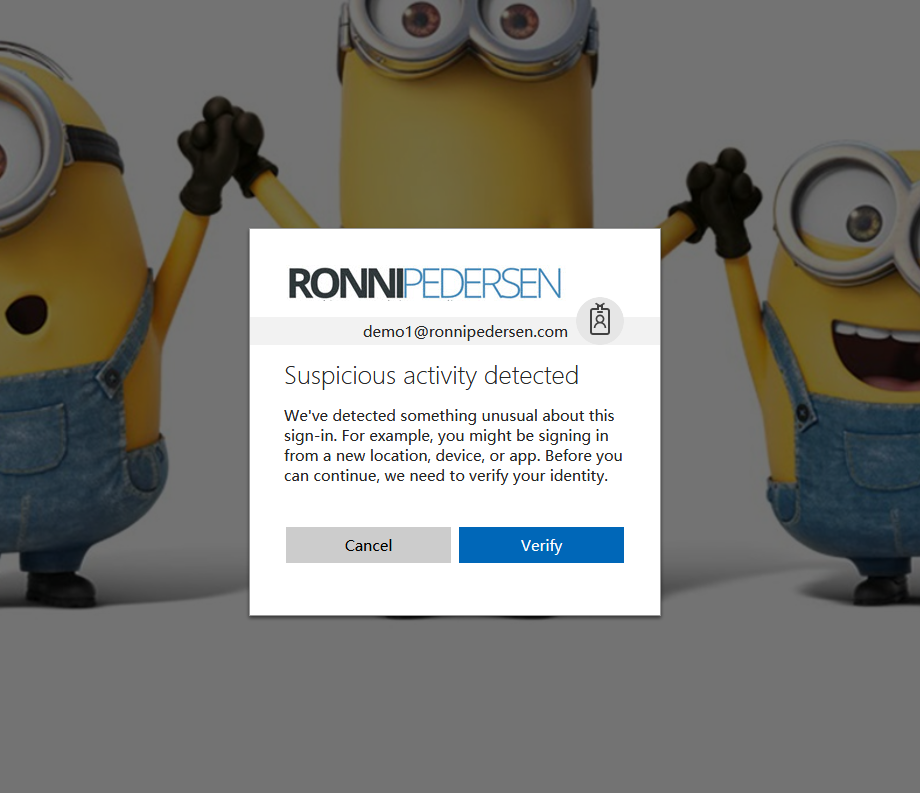 RONNIPEDERSEN
demo1@ronnipedersen.com
Suspicious activity detected
We've detected something unusual about this
sign-in. For example, you might be signing in
from a new location, device, or app. Before you
can continue, we need to verify your identity.
Cancel Verify